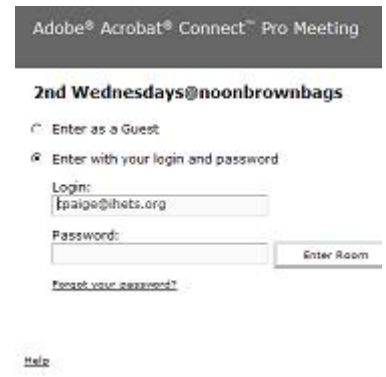 Adobe® Acrobat® Connect™ Pro Meeting
2nd Wednesdays@noonbrownbags
Enter as a Guest
Enter with your login and password
Login:
tpaige@ihets.org
Password:
Enter Room
Forgot your password?
Help